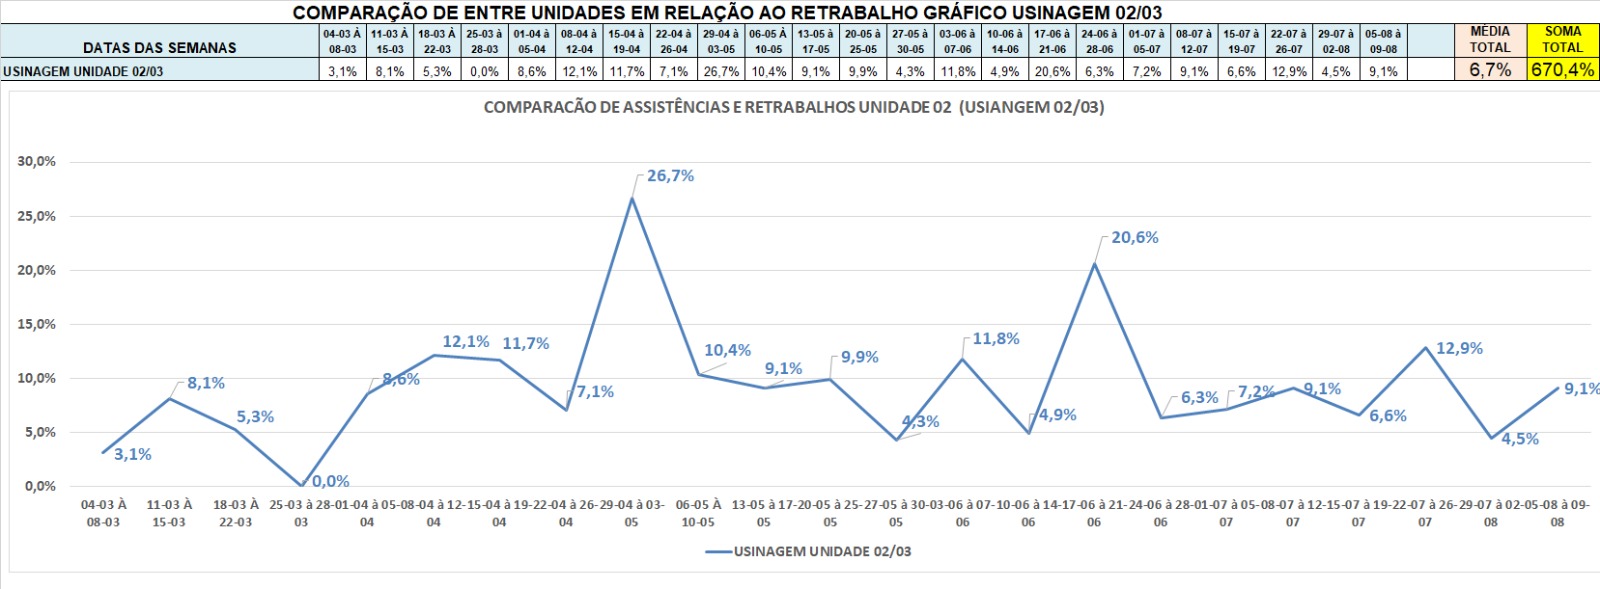 COMPARAÇÃO DE ENTRE UNIDADES EM RELAÇÃO AO RETRABALHO GRÁFICO USINAGEM 02/03
DATAS DAS SEMANAS 04-03 À 08-03 11-03 À 15-03 18-03 À 22-03 25-03 à 28-03 01-04 à 05-04 08-04 à 12-04 15-04 à 19-04 22-04 à 26-04 29-04 à 03-05 06-05 À 10-05 13-05 à 17-05 20-05 à 25-05 27-05 à 30-05 03-06 à 07-06 10-06 à 14-06 17-06 à 21-06 24-06 à 28-06 01-07 à 05-07 08-07 à 12-07 15-07 à 19-07 22-07 à 26-07 29-07 à 02-08 05-08 à 09-08 MÉDIA TOTAL SOMA TOTAL
USINAGEM UNIDADE 02/03 3,1% 8,1% 5,3% 0,0% 8,6% 12,1% 11,7% 7,1% 26,7% 10,4% 9,1% 9,9% 4,3% 11,8% 4,9% 20,6% 6,3% 7,2% 9,1% 6,6% 12,9% 4,5% 9,1% 6,7% 670,4%
COMPARACÃO DE ASSISTÊNCIAS E RETRABALHOS UNIDADE 02 (USIANGEM 02/03)
30,0%
26,7%
25,0%
20,6%
20,0%
15,0%
12,1% 11,7% 10,4% 9,9% 11,8% 12,9%
10,0%
8,1% 8,6% 7,1% 9,1% 6,3% 7,2% 9,1% 9,1%
5,3% 4,3% 4,9% 6,6%
5,0%
3,1% 4,5%
0,0%
0,0%
04-03 À 11-03 À 18-03 À 25-03 à 28-01-04 à 05-08-04 à 12-15-04 à 19-22-04 à 26-29-04 à 03- 06-05 À 13-05 à 17-20-05 à 25-27-05 à 30-03-06 à 07-10-06 à 14-17-06 à 21-24-06 à 28-01-07 à 05-08-07 à 12-15-07 à 19-22-07 à 26-29-07 à 02-05-08 à 09-
08-03 15-03 22-03 03 04 04 04 04 05 10-05 05 05 05 06 06 06 06 07 07 07 07 08 08
USINAGEM UNIDADE 02/03